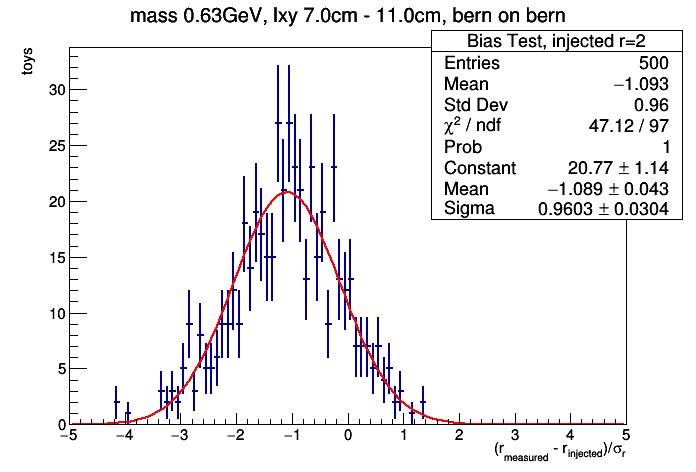 mass 0.63GeV, lxy 7.0cm - 11.0cm, bern on bern
Bias Test, injected r=2
Entries 500
Mean −1.093
Std Dev 0.96
χ² / ndf 47.12 / 97
Prob 1
Constant 20.77 ± 1.14
Mean −1.089 ± 0.043
Sigma 0.9603 ± 0.0304
toys
30
25
20
15
10
5
0
−5 −4 −3 −2 −1 0 1 2 3 4 5
(r_measured - r_injected)/σ_r